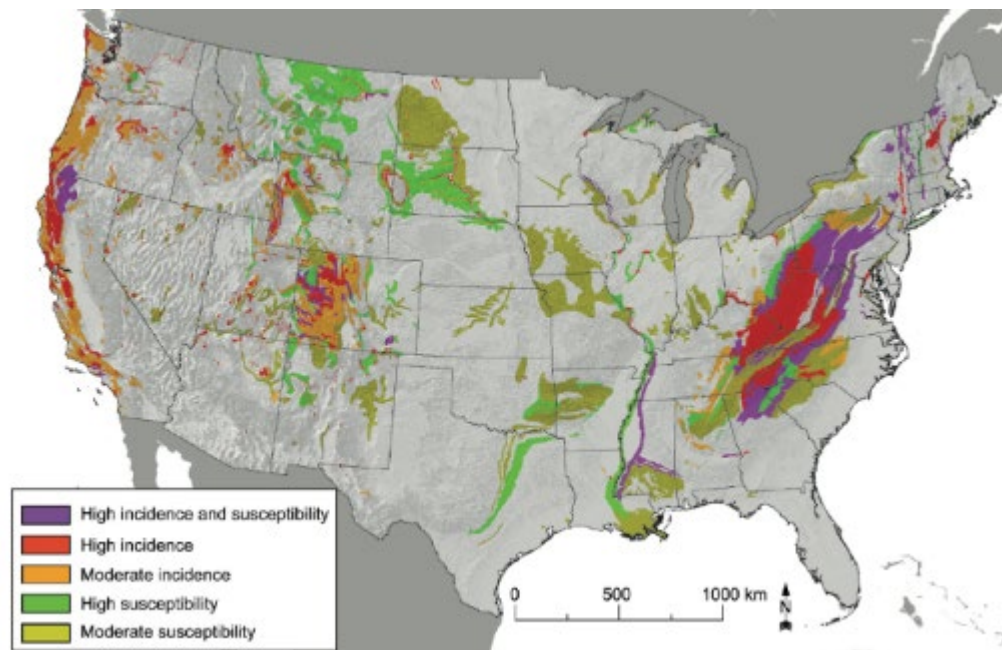 High incidence and susceptibility
High incidence
Moderate incidence
High susceptibility
Moderate susceptibility
0 500 1000 km
N